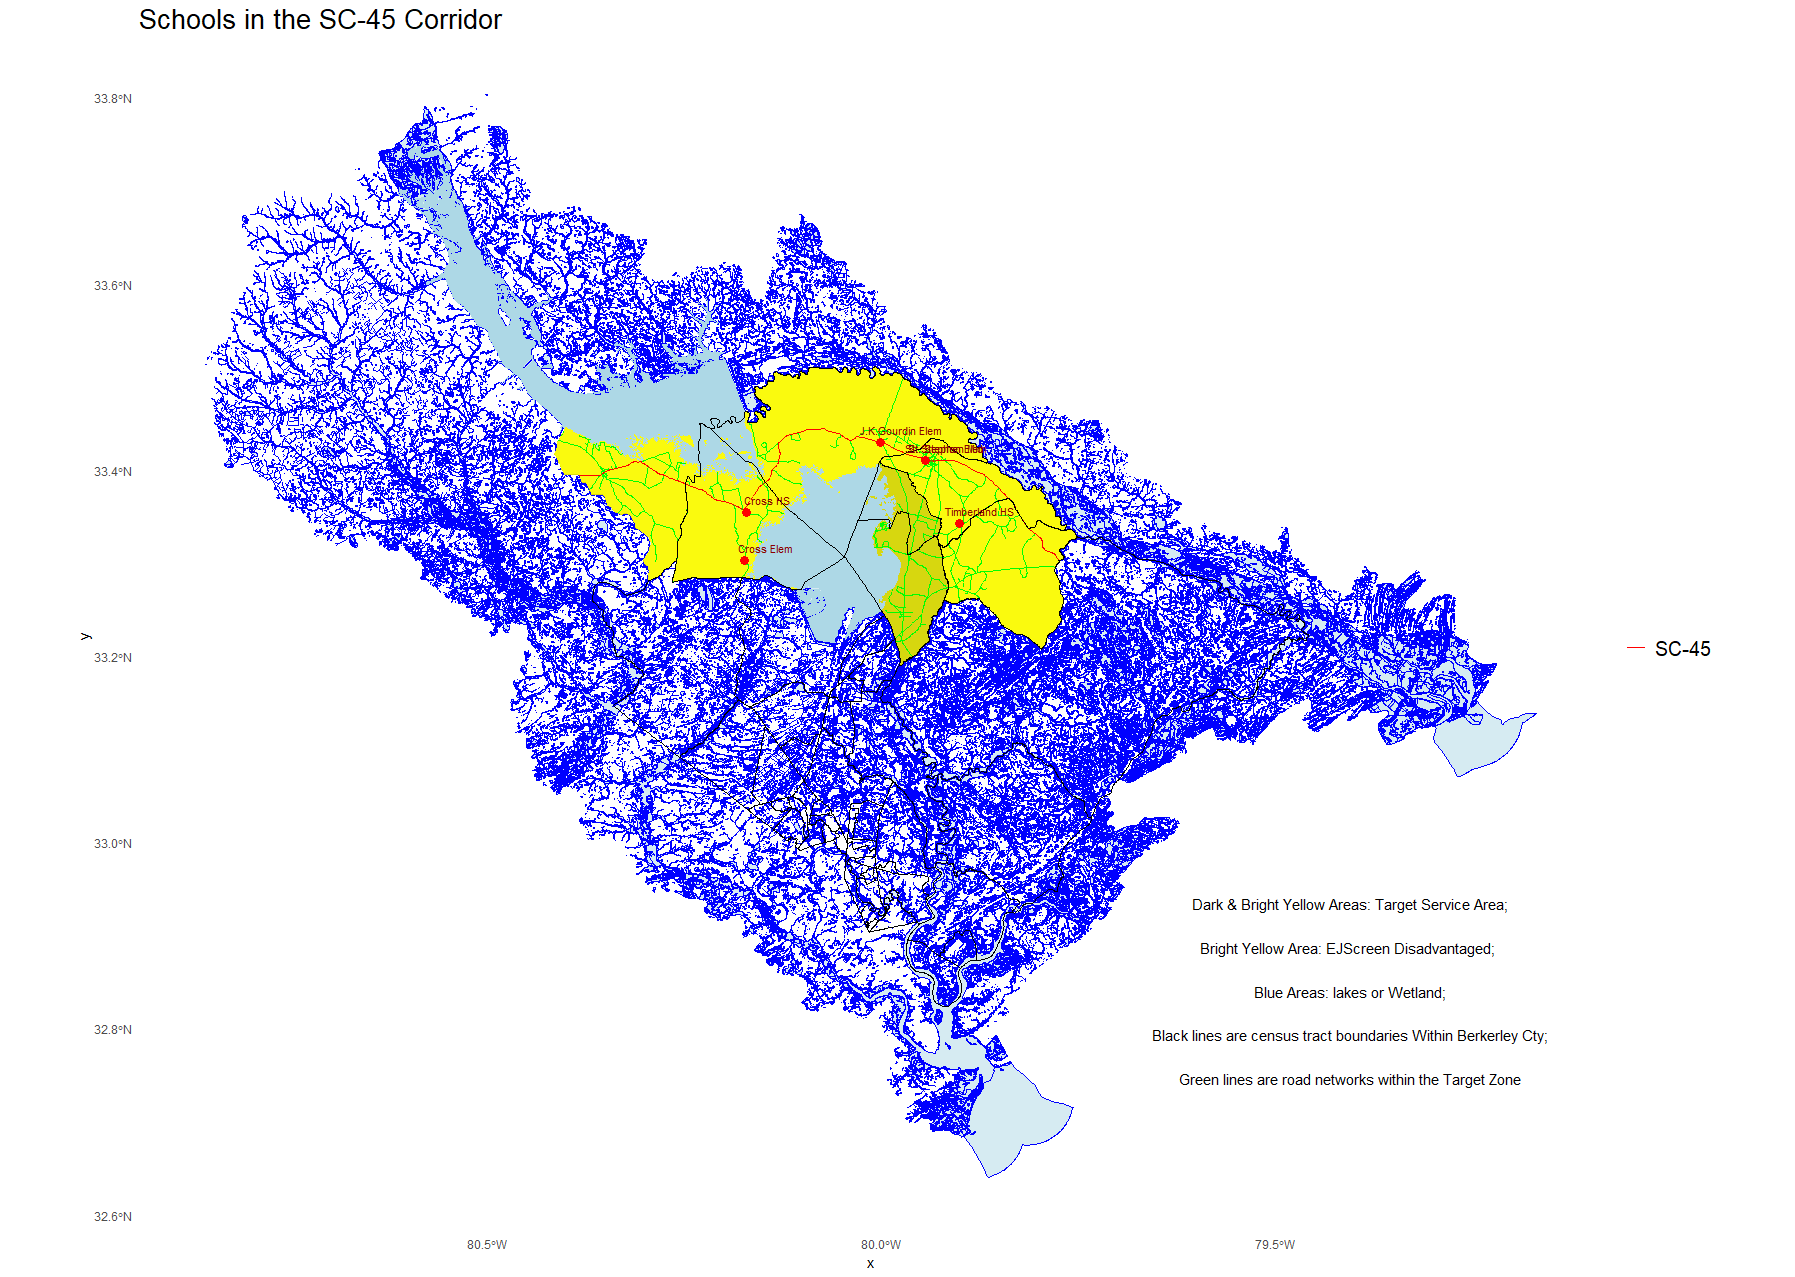 Schools in the SC-45 Corridor
33.8°N
33.6°N
33.4°N
33.2°N
33.0°N
32.8°N
32.6°N
y
J.K.Gourdin Elem
Cross HS
Timberland HS
Cross Elem
SC-45
Dark & Bright Yellow Areas: Target Service Area;
Bright Yellow Area: EJScreen Disadvantaged;
Blue Areas: lakes or Wetland;
Black lines are census tract boundaries Within Berkerley Cty;
Green lines are road networks within the Target Zone
80.5°W
80.0°W
79.5°W
x